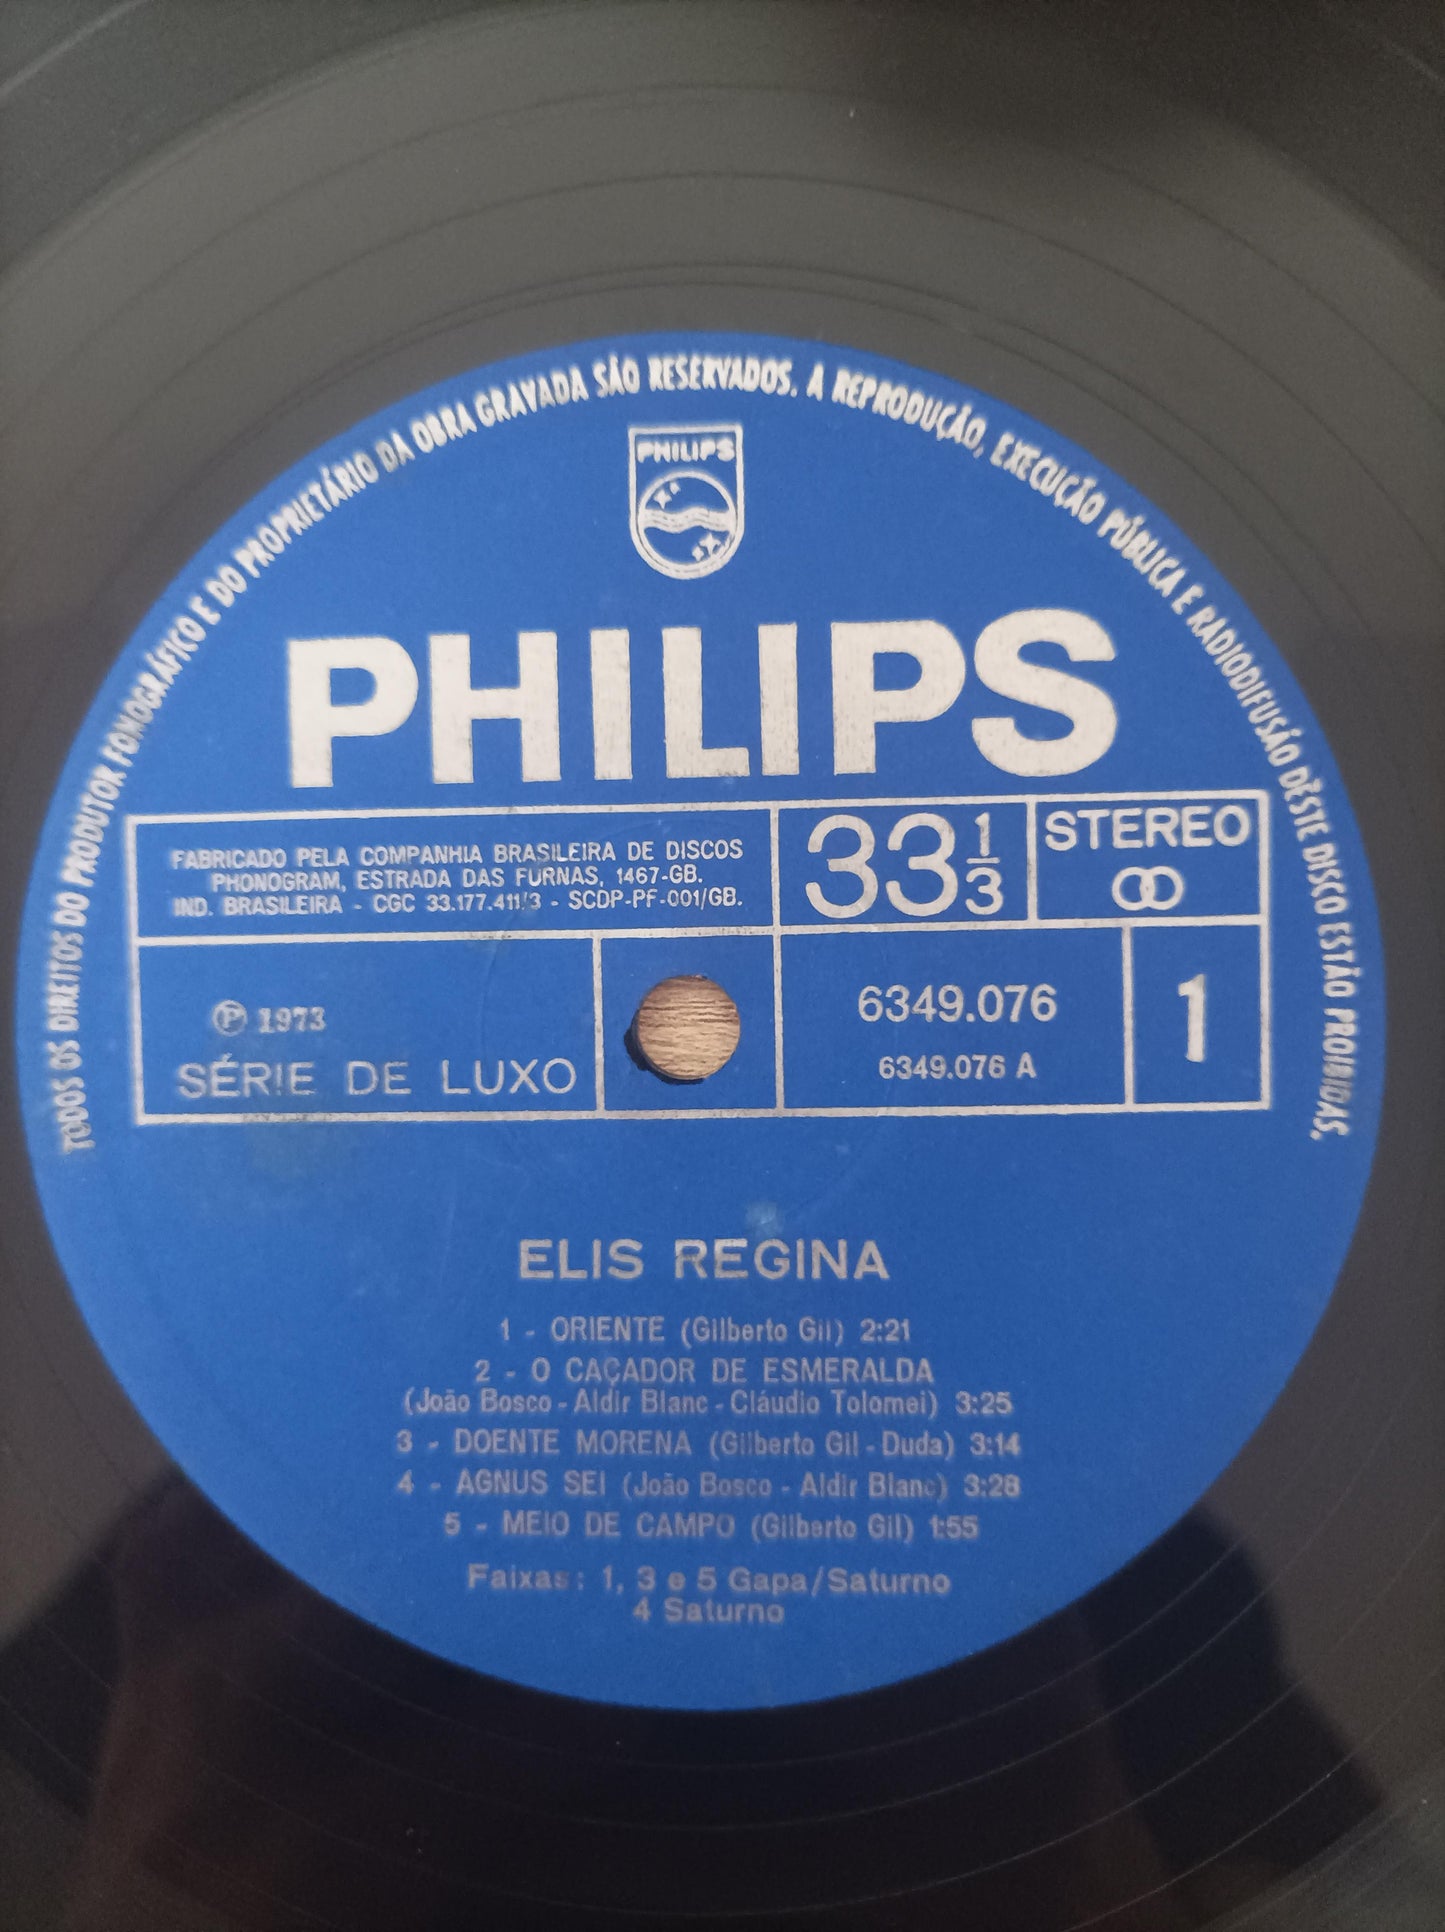 TODOS OS DIREITOS DO PRODUTOR FONOGRÁFICO E DO PROPRIETÁRIO DA OBRA GRAVADA SÃO RESERVADOS. A REPRODUÇÃO, EXECUÇÃO PÚBLICA E RADIODIFUSÃO DÊSTE DISCO ESTÃO PROIBIDAS.
PHILIPS
PHILIPS
FABRICADO PELA COMPANHIA BRASILEIRA DE DISCOS
PHONOGRAM, ESTRADA DAS FURNAS, 1467-GB.
IND. BRASILEIRA - CGC 33.177.411/3 - SCDP-PF-001/GB.
33 1/3
STEREO
℗ 1973
SÉRIE DE LUXO
6349.076
6349.076 A
1
ELIS REGINA
1 - ORIENTE (Gilberto Gil) 2:21
2 - O CAÇADOR DE ESMERALDA
(João Bosco - Aldir Blanc - Cláudio Tolomei) 3:25
3 - DOENTE MORENA (Gilberto Gil - Duda) 3:14
4 - AGNUS SEI (João Bosco - Aldir Blanc) 3:28
5 - MEIO DE CAMPO (Gilberto Gil) 1:55
Faixas: 1, 3 e 5 Gapa/Saturno
4 Saturno